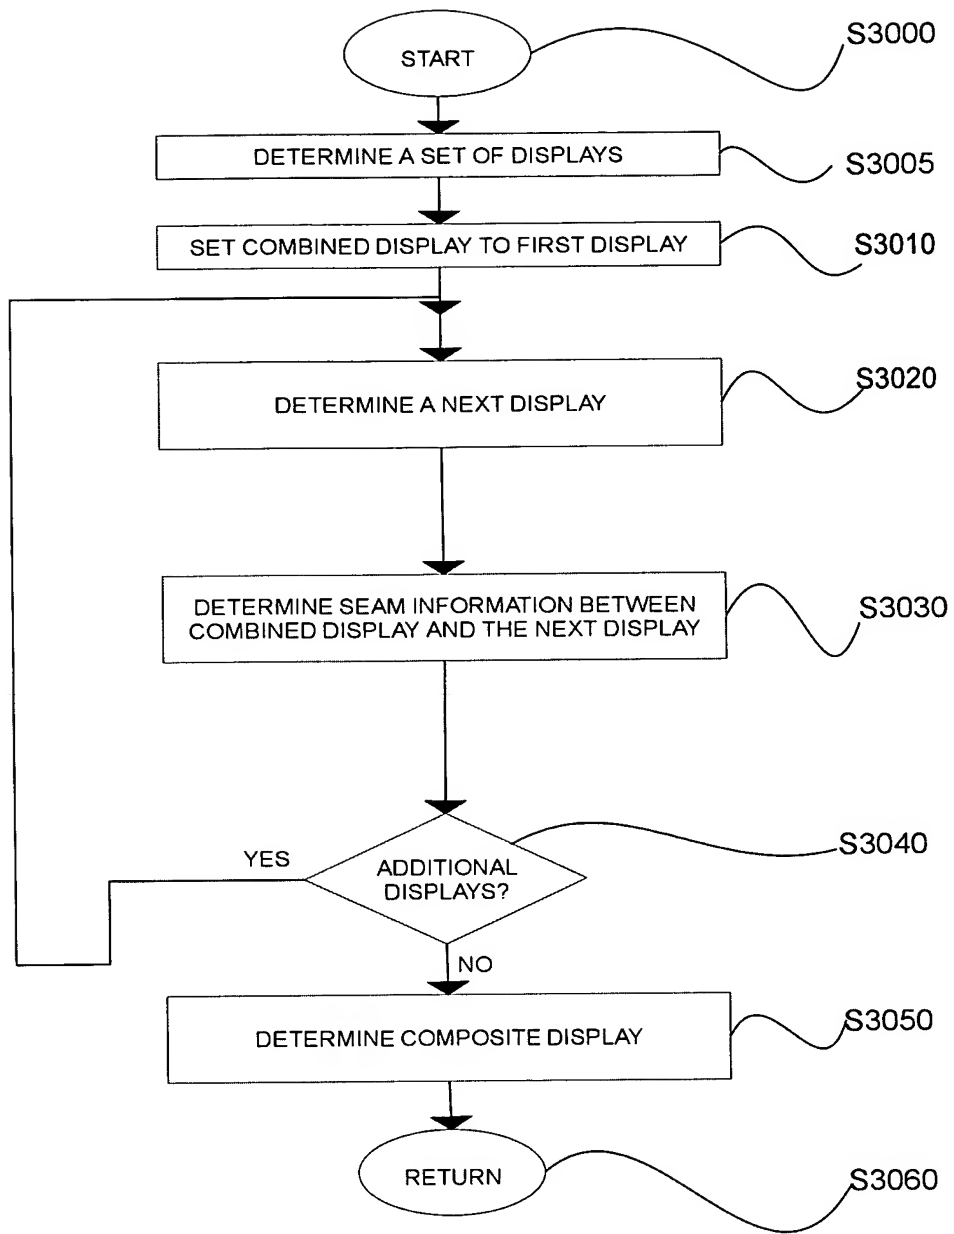 START
S3000
DETERMINE A SET OF DISPLAYS
S3005
SET COMBINED DISPLAY TO FIRST DISPLAY
S3010
DETERMINE A NEXT DISPLAY
S3020
DETERMINE SEAM INFORMATION BETWEEN
COMBINED DISPLAY AND THE NEXT DISPLAY
S3030
YES
ADDITIONAL
DISPLAYS?
S3040
NO
DETERMINE COMPOSITE DISPLAY
S3050
RETURN
S3060